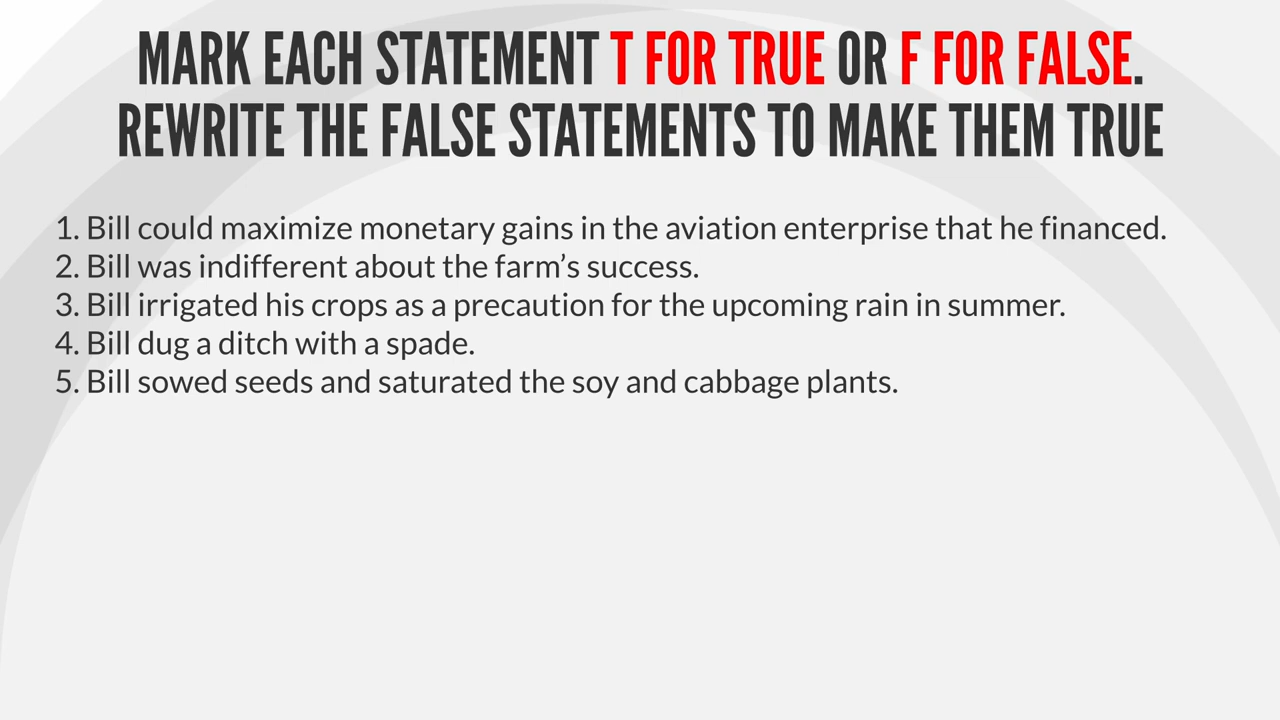 MARK EACH STATEMENT T FOR TRUE OR F FOR FALSE.
REWRITE THE FALSE STATEMENTS TO MAKE THEM TRUE
1. Bill could maximize monetary gains in the aviation enterprise that he financed.
2. Bill was indifferent about the farm’s success.
3. Bill irrigated his crops as a precaution for the upcoming rain in summer.
4. Bill dug a ditch with a spade.
5. Bill sowed seeds and saturated the soy and cabbage plants.